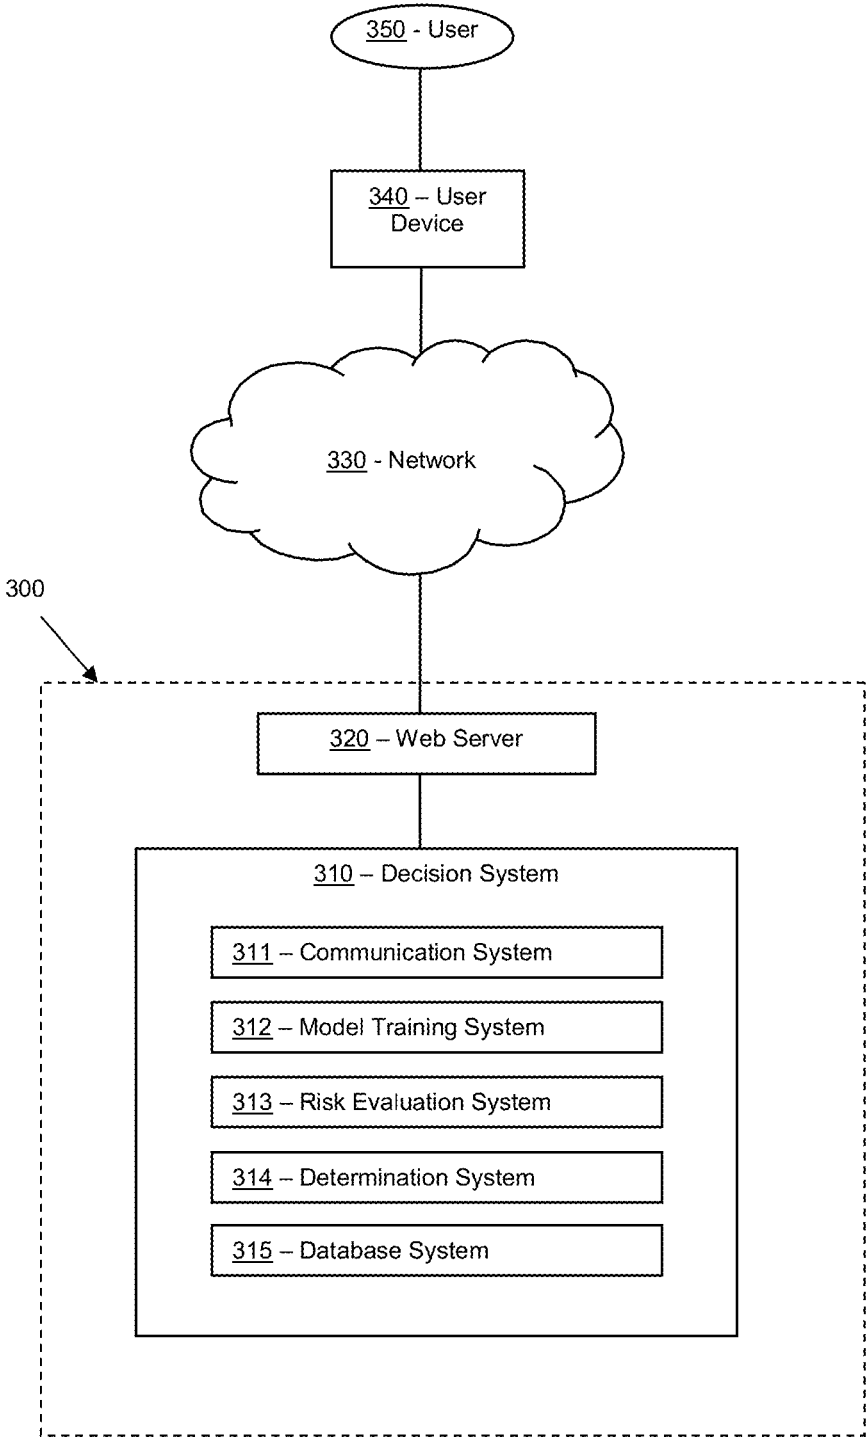 350 - User
340 – User
Device
330 - Network
300
320 – Web Server
310 – Decision System
311 – Communication System
312 – Model Training System
313 – Risk Evaluation System
314 – Determination System
315 – Database System